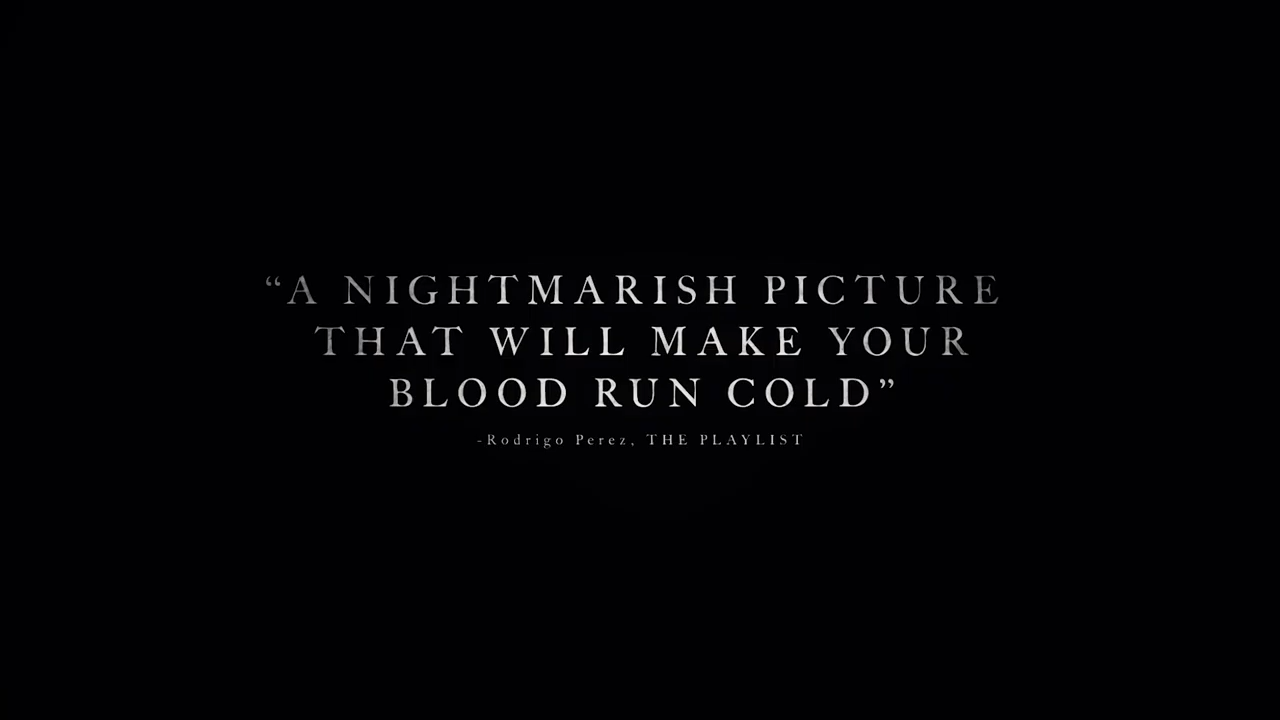 “A NIGHTMARISH PICTURE
THAT WILL MAKE YOUR
BLOOD RUN COLD”
-Rodrigo Perez, THE PLAYLIST